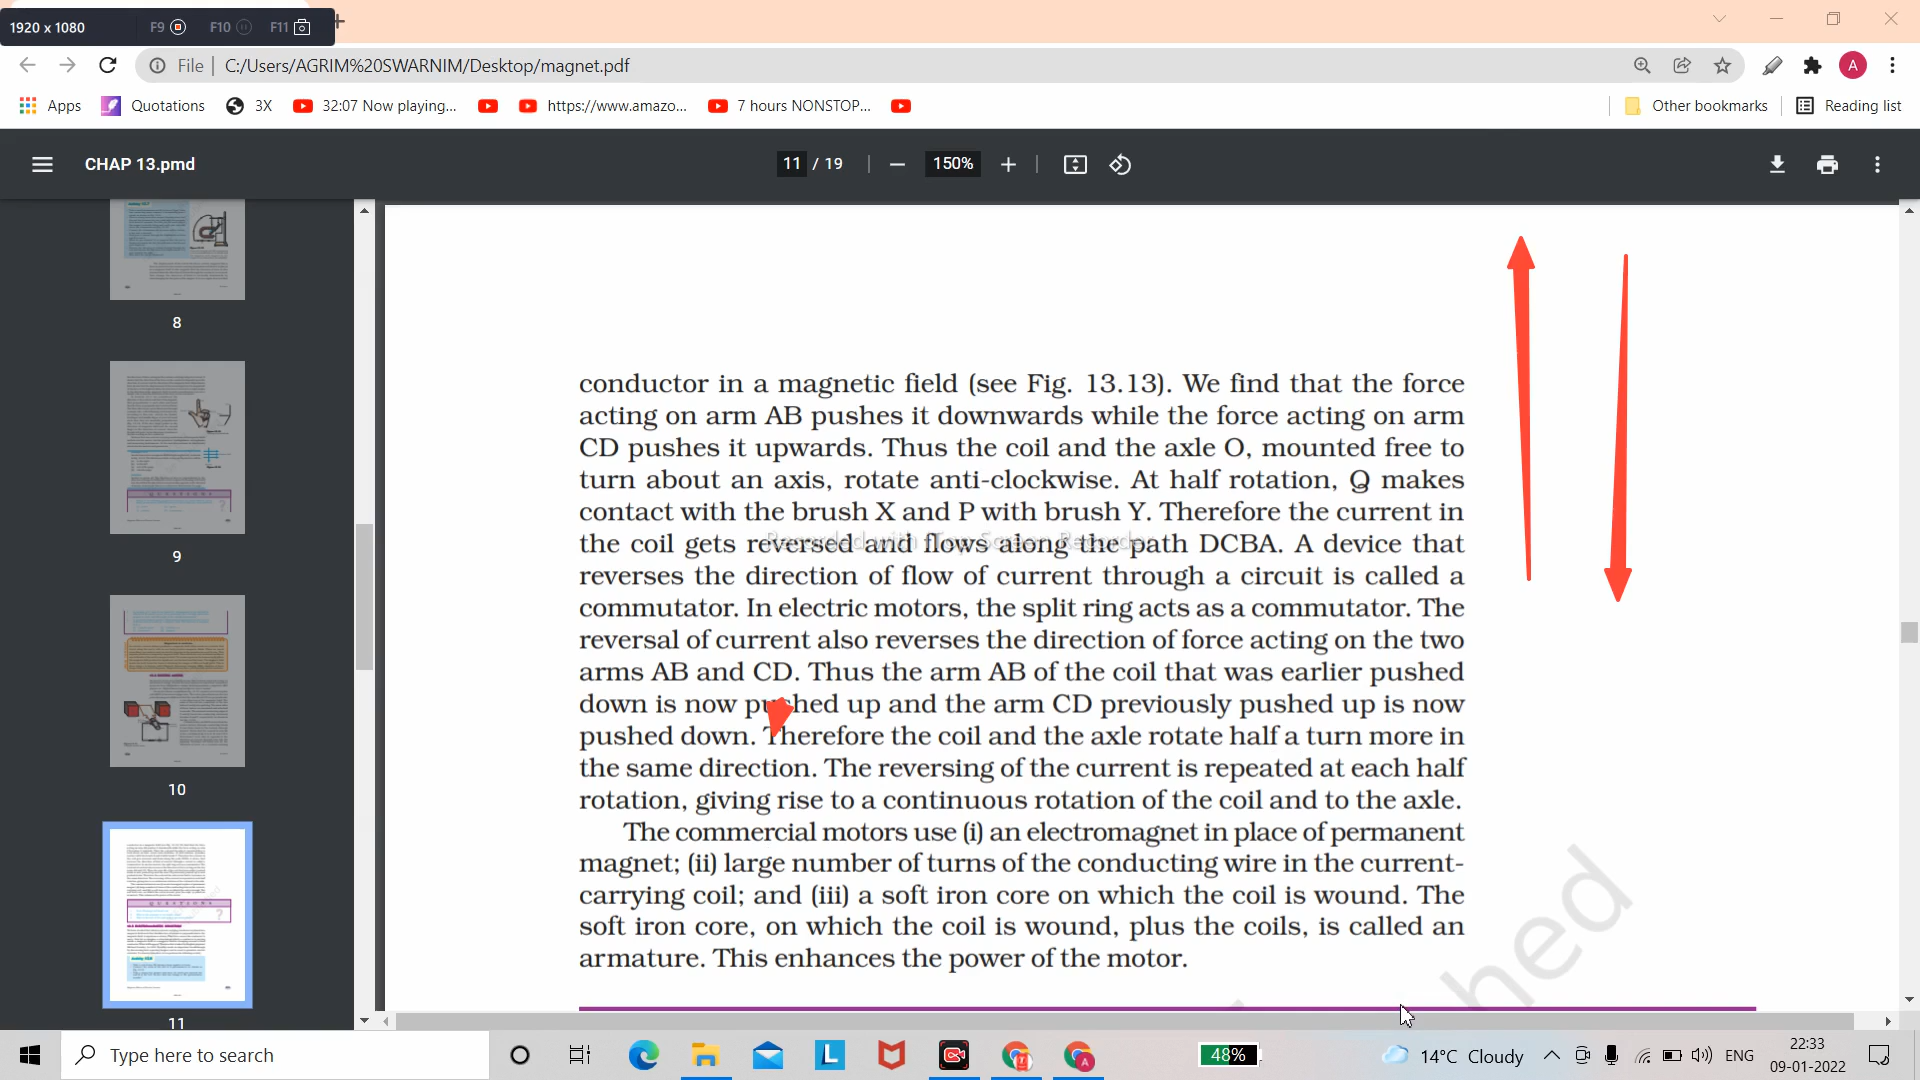 1920 x 1080 F9 F10 F11
File C:/Users/AGRIM%20SWARNIM/Desktop/magnet.pdf A
Apps Quotations 3X 32:07 Now playing... https://www.amazo... 7 hours NONSTOP... Other bookmarks Reading list
CHAP 13.pmd 11 / 19 150%
8
9
10
11
conductor in a magnetic field (see Fig. 13.13). We find that the force
acting on arm AB pushes it downwards while the force acting on arm
CD pushes it upwards. Thus the coil and the axle O, mounted free to
turn about an axis, rotate anti-clockwise. At half rotation, Q makes
contact with the brush X and P with brush Y. Therefore the current in
the coil gets reversed and flows along the path DCBA. A device that
Recorded with iTop Screen Recorder
reverses the direction of flow of current through a circuit is called a
commutator. In electric motors, the split ring acts as a commutator. The
reversal of current also reverses the direction of force acting on the two
arms AB and CD. Thus the arm AB of the coil that was earlier pushed
down is now pushed up and the arm CD previously pushed up is now
pushed down. Therefore the coil and the axle rotate half a turn more in
the same direction. The reversing of the current is repeated at each half
rotation, giving rise to a continuous rotation of the coil and to the axle.
The commercial motors use (i) an electromagnet in place of permanent
magnet; (ii) large number of turns of the conducting wire in the current-
carrying coil; and (iii) a soft iron core on which the coil is wound. The
soft iron core, on which the coil is wound, plus the coils, is called an
armature. This enhances the power of the motor.
hed
Type here to search L A 48% 14°C Cloudy ENG
22:33
09-01-2022